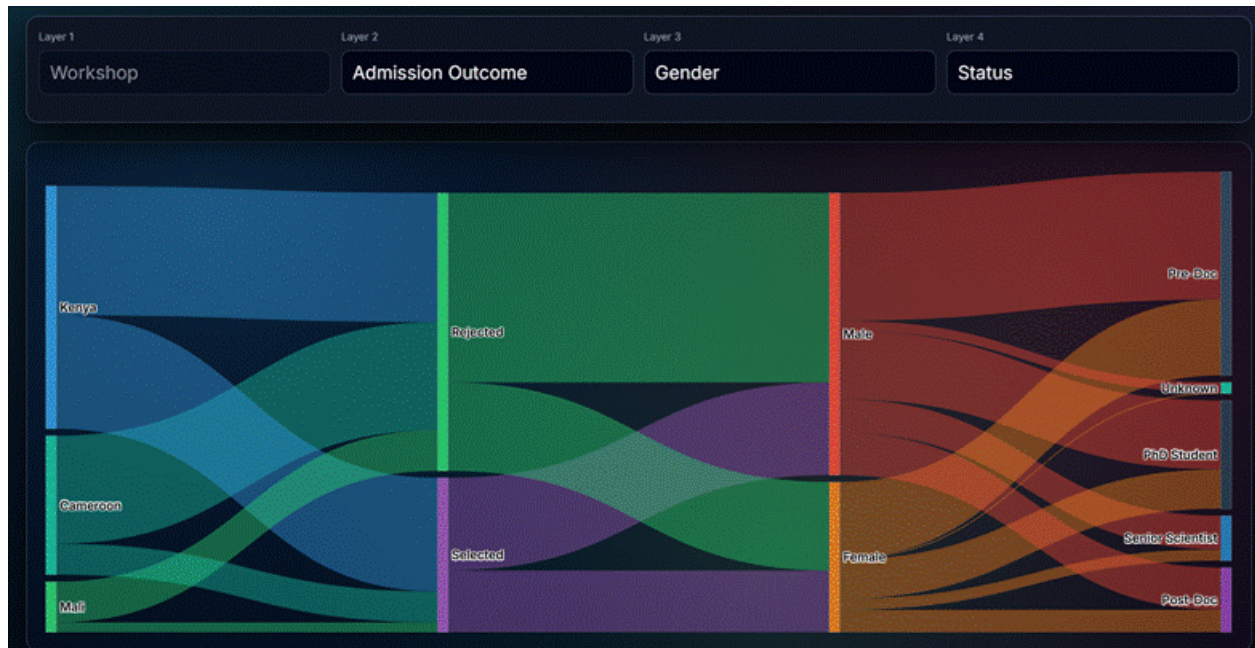 Layer 1
Layer 2
Layer 3
Layer 4
Workshop
Admission Outcome
Gender
Status
Kenya
Cameroon
Mali
Rejected
Selected
Male
Female
Pre-Doc
Unknown
PhD Student
Senior Scientist
Post-Doc